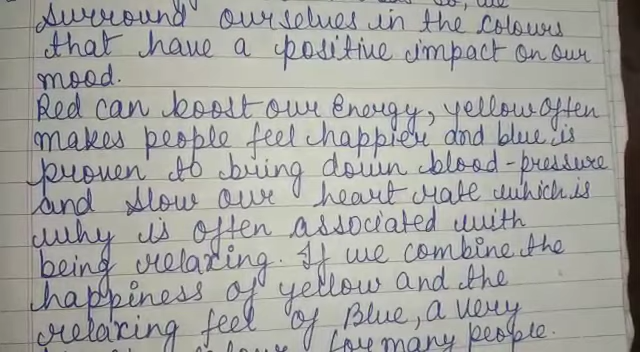 surround ourselves in the colours
that have a positive impact on our
mood.
Red can boost our Energy, yellow often
makes people feel happier and blue is
proven to bring down blood-pressure
and slow our heart rate which is
why is often associated with
being relaxing. If we combine the
happiness of yellow and the
relaxing feel of Blue, a very
for many people.